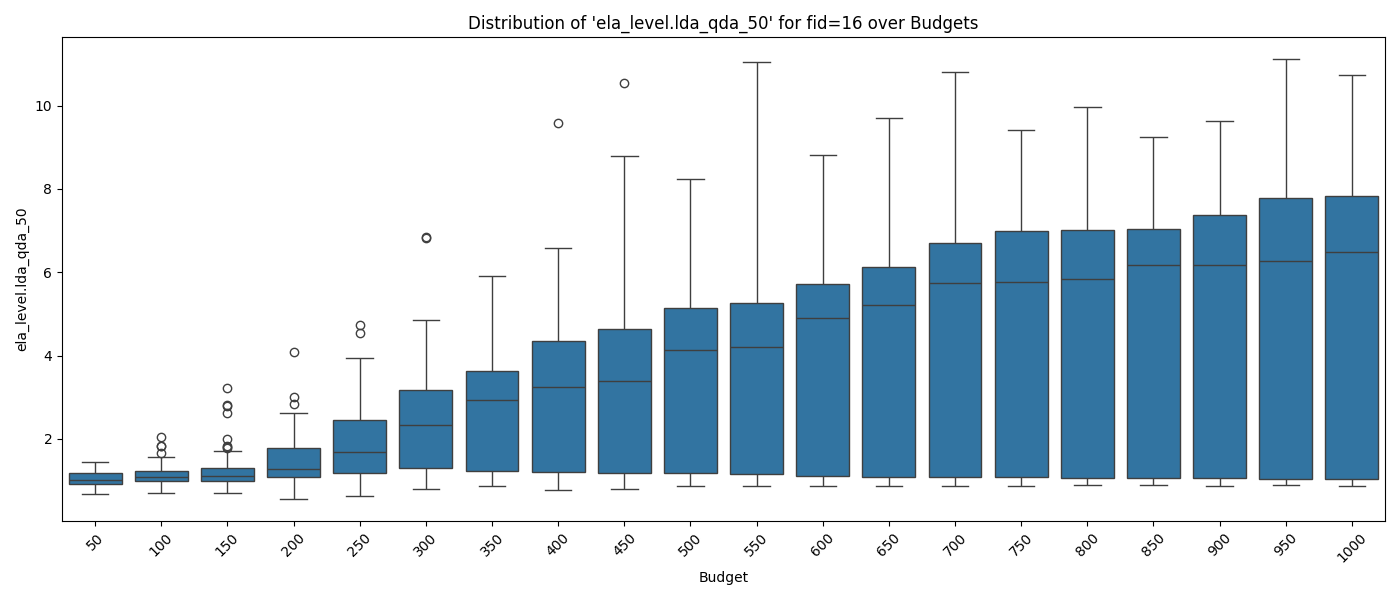 Distribution of 'ela_level.lda_qda_50' for fid=16 over Budgets
ela_level.lda_qda_50
10
8
6
4
2
50 100 150 200 250 300 350 400 450 500 550 600 650 700 750 800 850 900 950 1000
Budget